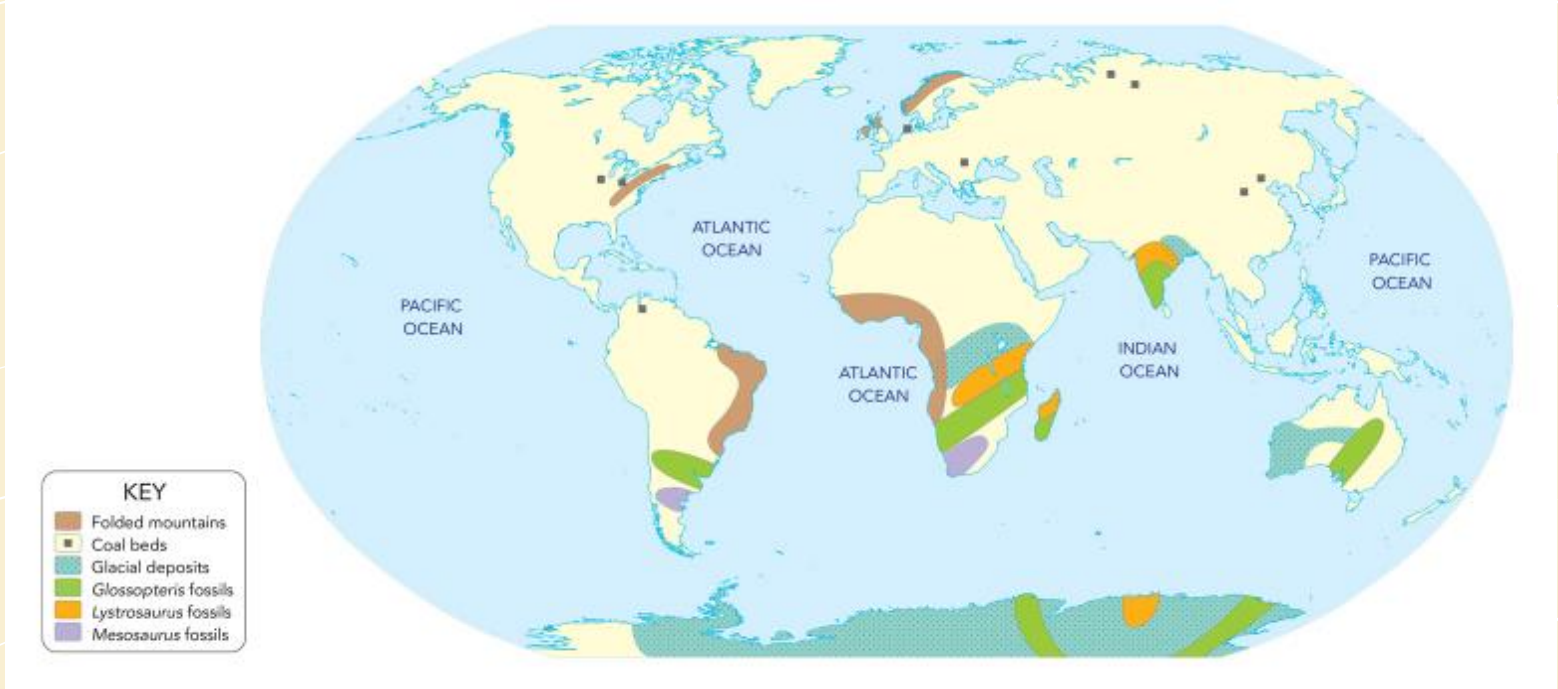 ATLANTIC
OCEAN
PACIFIC
OCEAN
PACIFIC
OCEAN
INDIAN
OCEAN
ATLANTIC
OCEAN
KEY
Folded mountains
Coal beds
Glacial deposits
Glossopteris fossils
Lystrosaurus fossils
Mesosaurus fossils